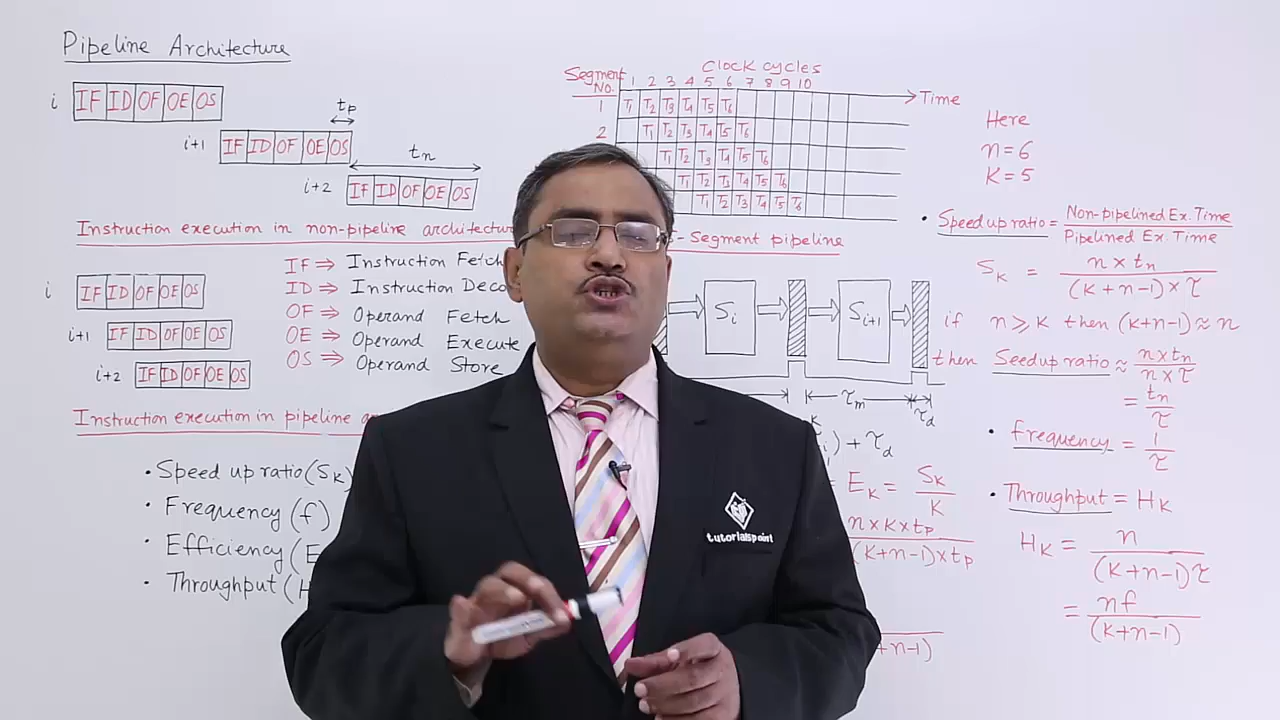 Pipeline Architecture
i IF ID OF OE OS
tp
i+1 IF ID OF OE OS
tn
i+2 IF ID OF OE OS
Instruction execution in non-pipeline
i IF ID OF OE OS
i+1 IF ID OF OE OS
i+2 IF ID OF OE OS
Instruction execution in pipeline
IF ⇒ Instruction
ID ⇒ Instruction
OF ⇒ Operand Fetch
OE ⇒ Operand Execute
OS ⇒ Operand Store
• Speed up ratio (SK)
• Frequency (f)
• Efficiency (E
• Throughput (H
Clock cycles
Segment No. 1 2 3 4 5 6 7 8 9 10
Time
1 T1 T2 T3 T4 T5 T6
2 T1 T2 T3 T4 T5 T6
T1 T2 T3 T4 T5 T6
T1 T2 T3 T4 T5 T6
T1 T2 T3 T4 T5 T6
-Segment pipeline
Si Si+1
τm τd
) + τd
= EK = SK / K
n × K × tp
(K+n-1) × tp
+n-1)
tutorialspoint
Here
n = 6
K = 5
• Speed up ratio = Non-pipelined Ex. Time / Pipelined Ex. Time
SK = n × tn / (K + n - 1) × τ
if n ⩾ K then (K+n-1) ≈ n
then Seedup ratio ≈ n × tn / n × τ
= tn / τ
• frequency = 1 / τ
• Throughput = HK
HK = n / (K+n-1) τ
= nf / (K+n-1)